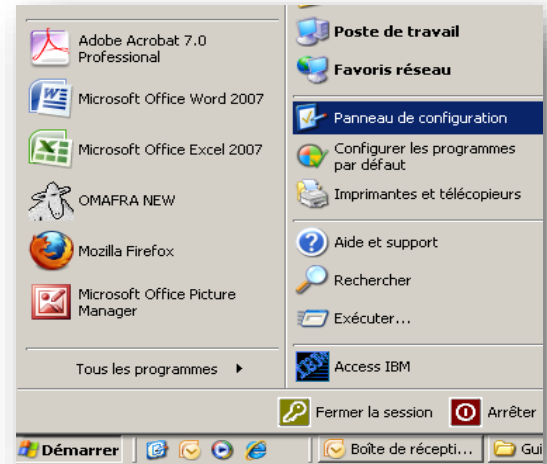 Adobe Acrobat 7.0
Professional
Microsoft Office Word 2007
Microsoft Office Excel 2007
OMAFRA NEW
Mozilla Firefox
Microsoft Office Picture
Manager
Tous les programmes
Poste de travail
Favoris réseau
Panneau de configuration
Configurer les programmes
par défaut
Imprimantes et télécopieurs
Aide et support
Rechercher
Exécuter...
Access IBM
Fermer la session
Arrêter
Démarrer
Boîte de récepti...
Gui